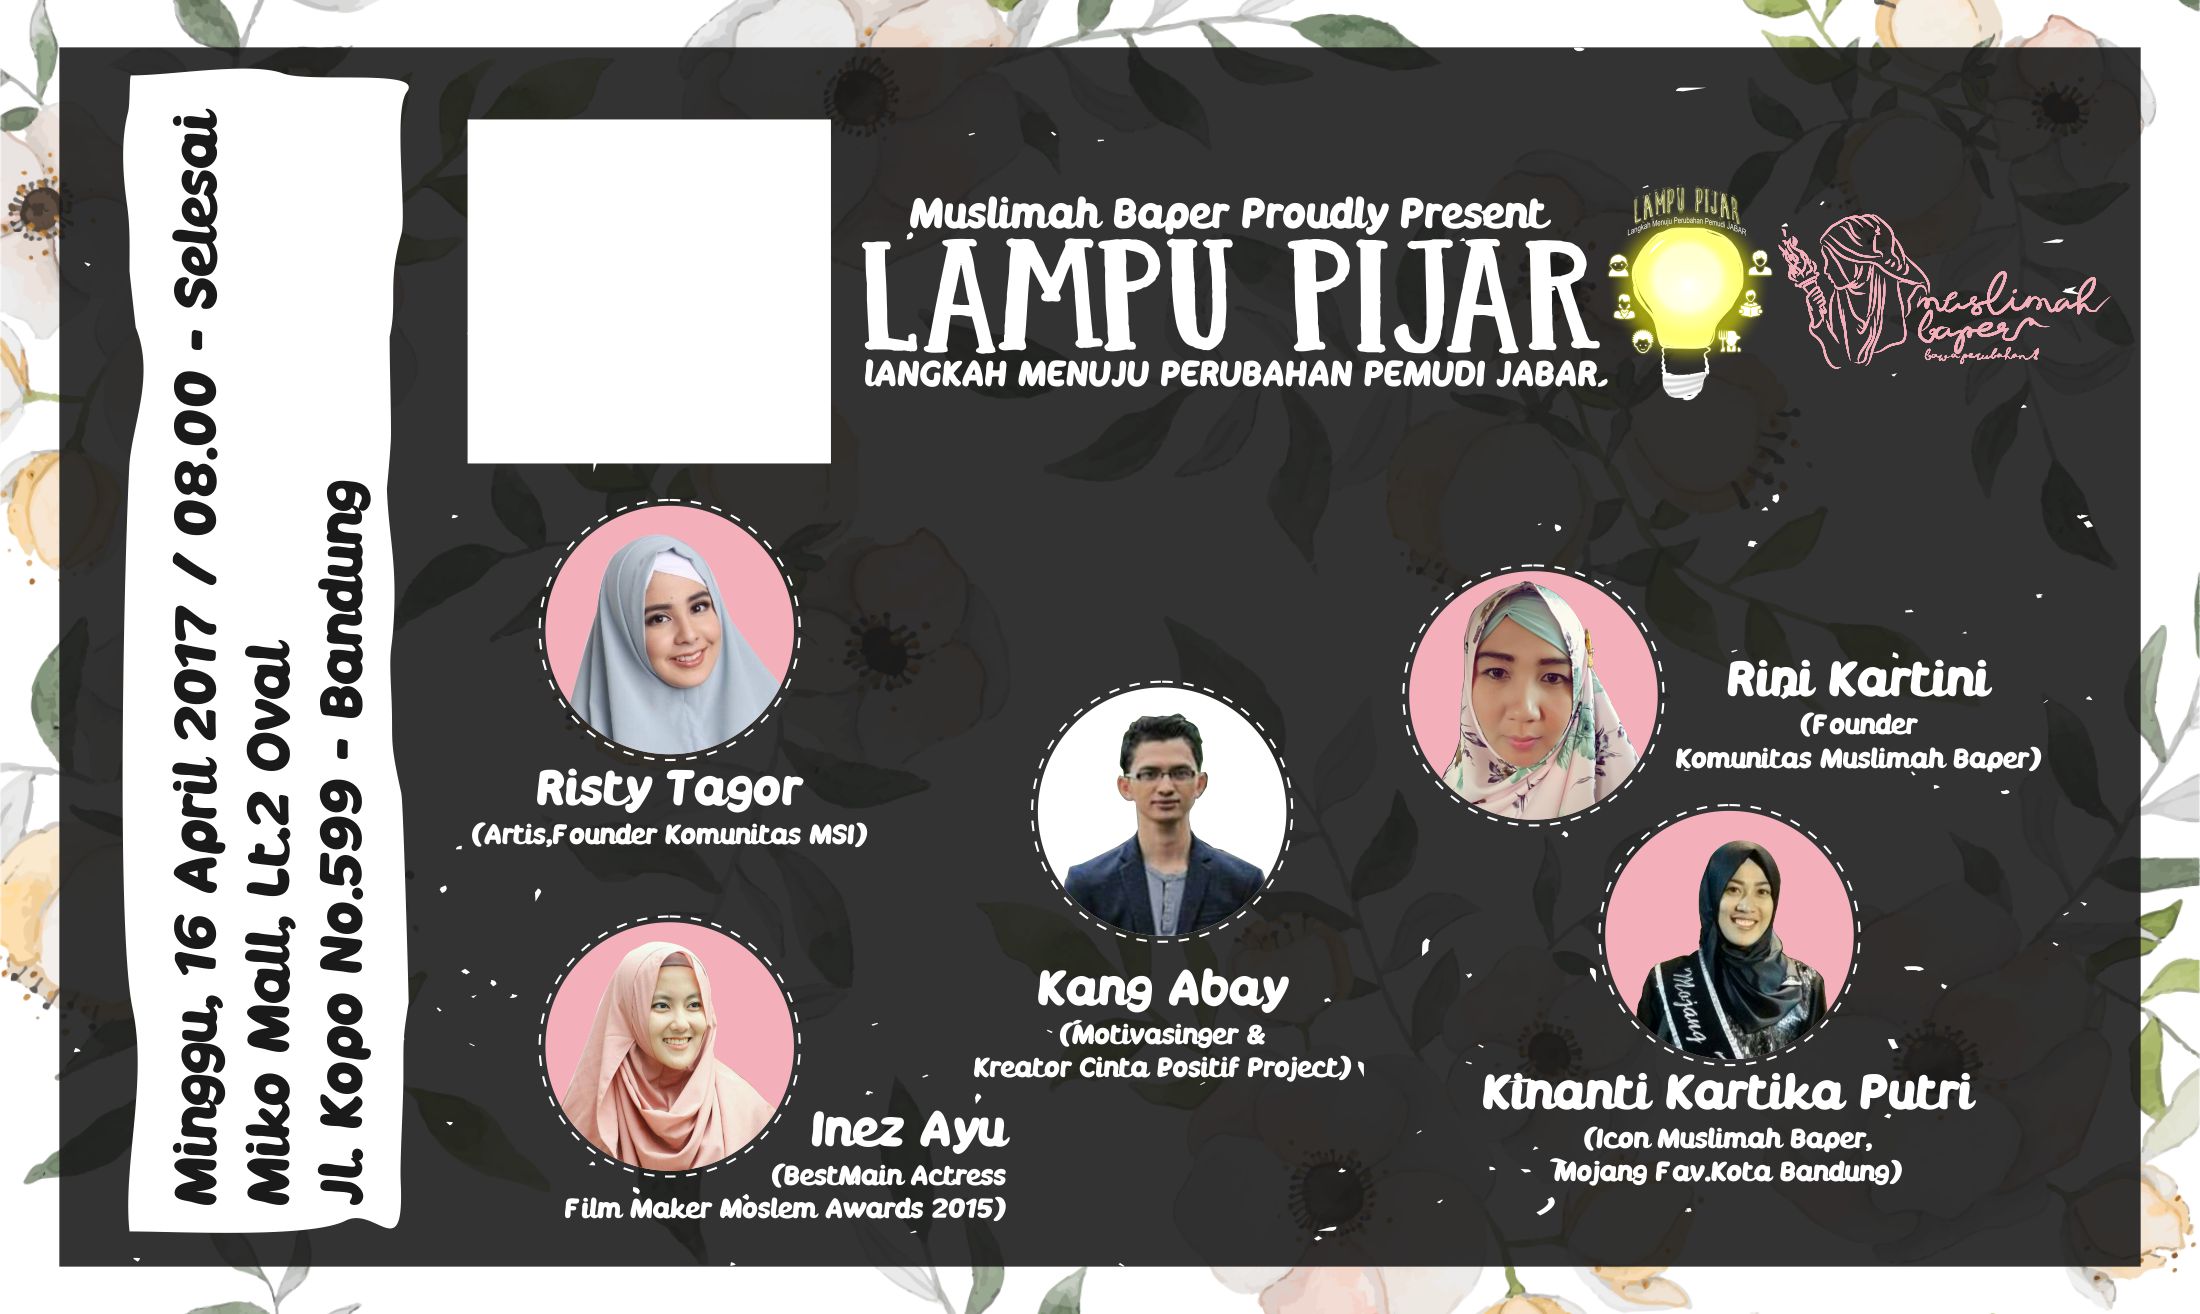 Minggu, 16 April 2017 / 08.00 - Selesai
Miko Mall, Lt.2 Oval
Jl. Kopo No.599 - Bandung
Muslimah Baper Proudly Present
LAMPU PIJAR
LANGKAH MENUJU PERUBAHAN PEMUDI JABAR
LAMPU PIJAR
Langkah Menuju Perubahan Pemudi JABAR
muslimah
baper
bawa perubahan
Risty Tagor
(Artis,Founder Komunitas MSI)
Inez Ayu
(BestMain Actress
Film Maker Moslem Awards 2015)
Kang Abay
(Motivasinger &
Kreator Cinta Positif Project)
Rini Kartini
(Founder
Komunitas Muslimah Baper)
Mojang
Kinanti Kartika Putri
(Icon Muslimah Baper,
Mojang Fav.Kota Bandung)